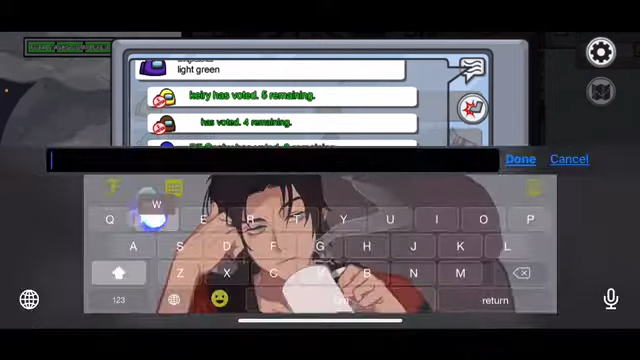 light green
keiry has voted. 5 remaining.
has voted. 4 remaining.
Done Cancel
W
Q E R T Y U I O P
A S D F G H J K L
Z X C V B N M
123 return